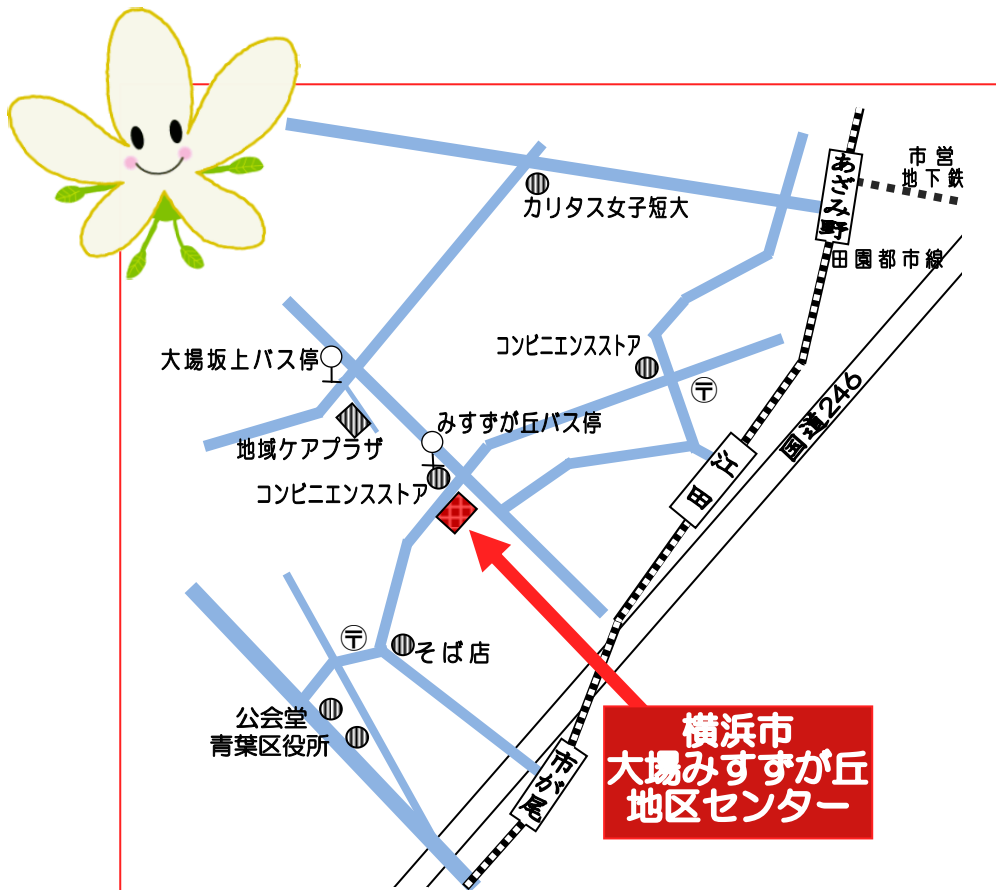 市営
地下鉄
あざみ野
カリタス女子短大
田園都市線
コンビニエンスストア
大場坂上バス停
〒
国道246
みすずが丘バス停
地域ケアプラザ
江田
コンビニエンスストア
〒
そば店
公会堂
青葉区役所
市が尾
横浜市
大場みすずが丘
地区センター